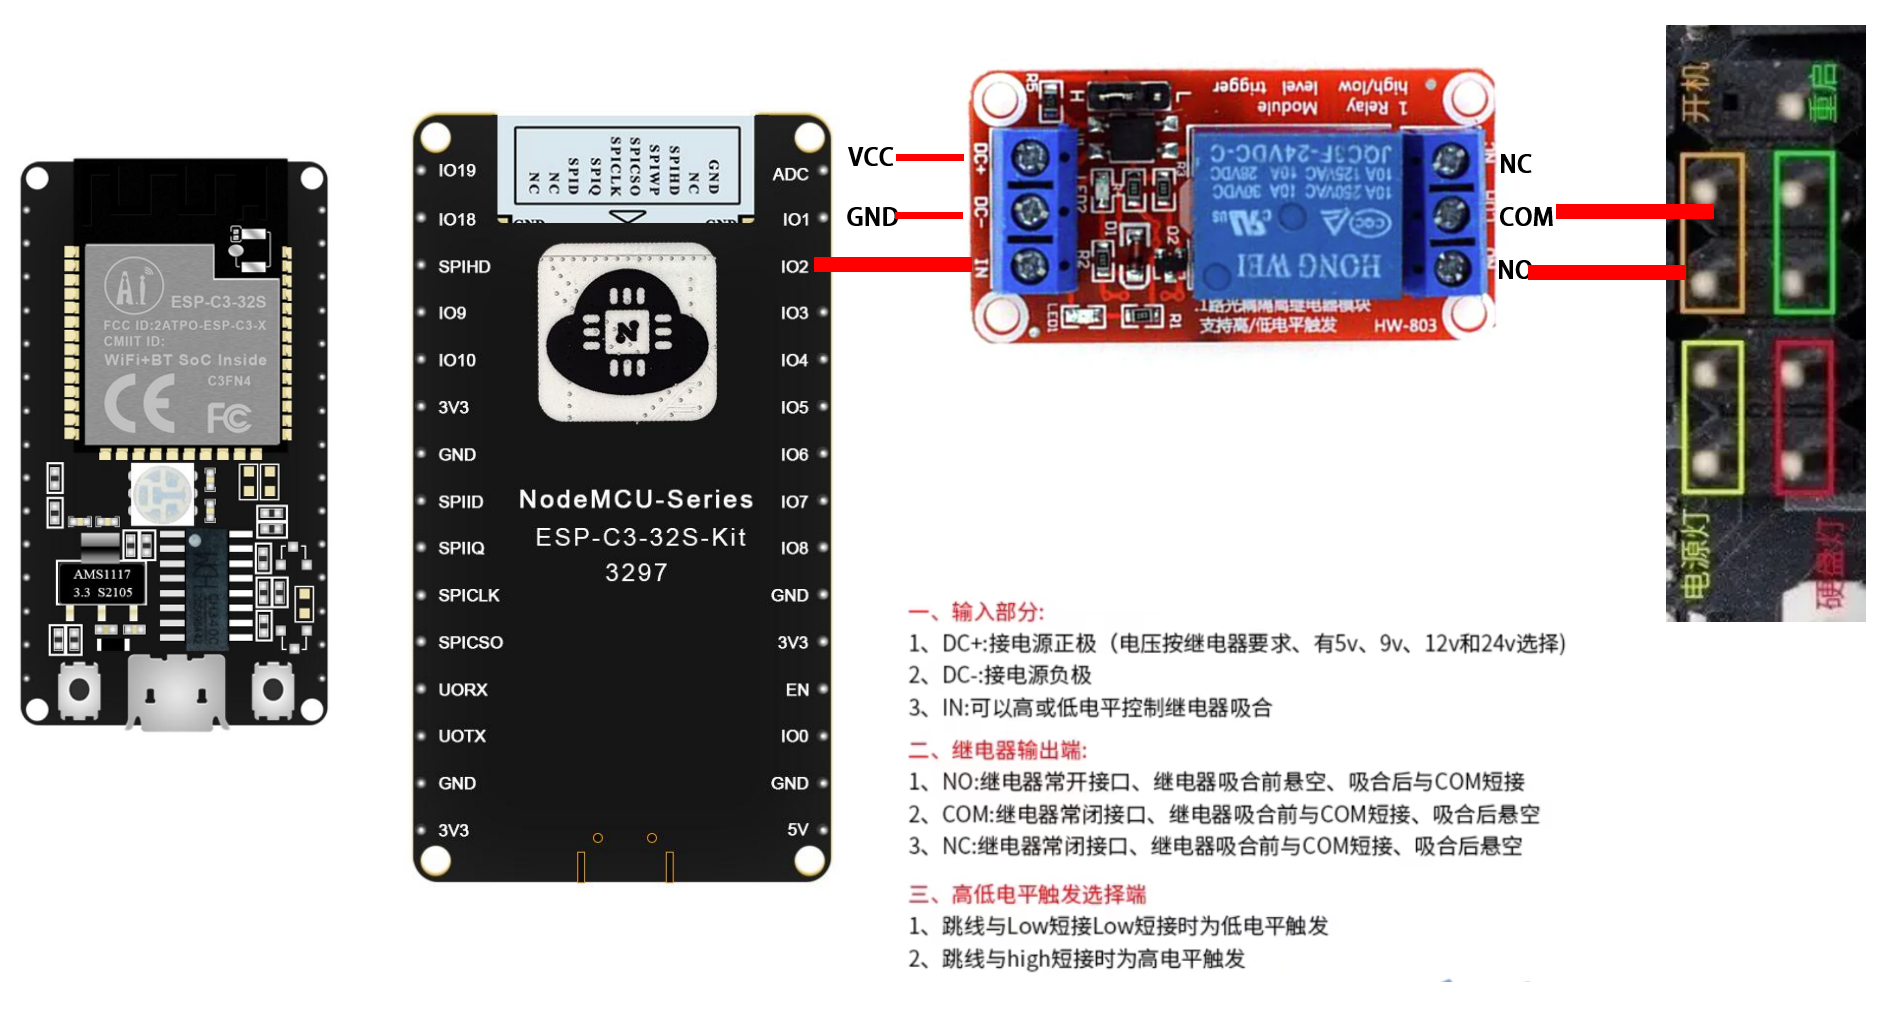 Ai
ESP-C3-32S
FCC ID:2ATPO-ESP-C3-X
CMIIT ID:
WiFi+BT SoC Inside
C3FN4
CE FC
AMS1117
3.3 S2105
NC
NC
SPID
SPIQ
SPICLK
SPICSO
SPIWP
SPIHD
NC
GND
GND
GND
IO19
IO18
SPIHD
IO9
IO10
3V3
GND
SPIID
SPIIQ
SPICLK
SPICSO
UORX
UOTX
GND
3V3
NodeMCU-Series
ESP-C3-32S-Kit
3297
ADC
IO1
IO2
IO3
IO4
IO5
IO6
IO7
IO8
GND
3V3
EN
IO0
GND
5V
VCC
GND
1 Relay Module
high/low level trigger
R5
H
L
DC+
DC-
IN
LED2
R3
D1
D2
R2
LED1
R1
JQC3F-24VDC-C
10A 250VAC 10A 30VDC
10A 125VAC 10A 28VDC
CQC
HONG WEI
1路光耦隔离继电器模块
支持高/低电平触发
HW-803
NC
COM
NO
开机
重启
电源灯
硬盘灯
一、输入部分:
1、DC+:接电源正极（电压按继电器要求、有5v、9v、12v和24v选择)
2、DC-:接电源负极
3、IN:可以高或低电平控制继电器吸合
二、继电器输出端:
1、NO:继电器常开接口、继电器吸合前悬空、吸合后与COM短接
2、COM:继电器常闭接口、继电器吸合前与COM短接、吸合后悬空
3、NC:继电器常闭接口、继电器吸合前与COM短接、吸合后悬空
三、高低电平触发选择端
1、跳线与Low短接Low短接时为低电平触发
2、跳线与high短接时为高电平触发